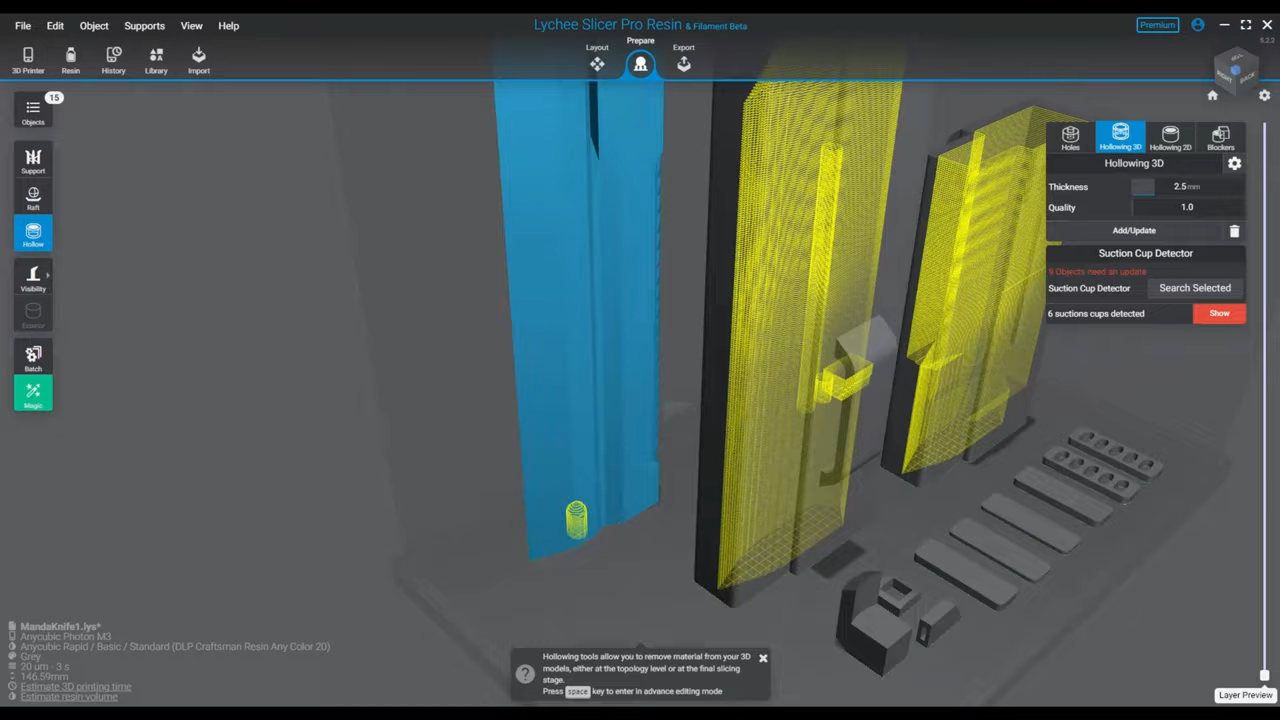 File Edit Object Supports View Help
Lychee Slicer Pro Resin & Filament Beta
Premium
5.2.2
3D Printer Resin History Library Import
Layout Prepare Export
RIGHT BACK
Objects 15
Support
Raft
Hollow
Visibility
Exterior
Batch
Magic
Holes Hollowing 3D Hollowing 2D Blockers
Hollowing 3D
Thickness 2.5mm
Quality 1.0
Add/Update
Suction Cup Detector
9 Objects need an update
Suction Cup Detector Search Selected
6 suctions cups detected Show
MandaKnife1.lys*
Anycubic Photon M3
Anycubic Rapid / Basic / Standard (DLP Craftsman Resin Any Color 20)
Grey
20 um - 3 s
146.59mm
Estimate 3D printing time
Estimate resin volume
Hollowing tools allow you to remove material from your 3D
models, either at the topology level or at the final slicing
stage.
Press space key to enter in advance editing mode
Layer Preview